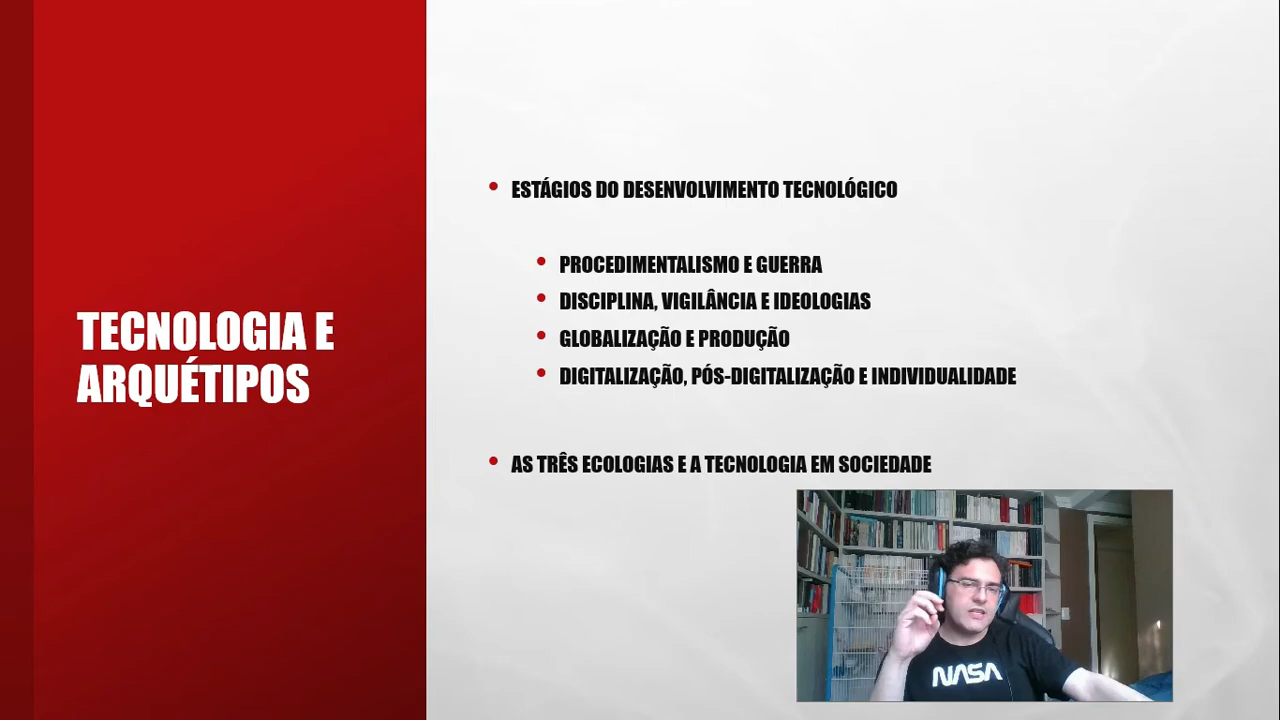 TECNOLOGIA E
ARQUÉTIPOS
ESTÁGIOS DO DESENVOLVIMENTO TECNOLÓGICO
PROCEDIMENTALISMO E GUERRA
DISCIPLINA, VIGILÂNCIA E IDEOLOGIAS
GLOBALIZAÇÃO E PRODUÇÃO
DIGITALIZAÇÃO, PÓS-DIGITALIZAÇÃO E INDIVIDUALIDADE
AS TRÊS ECOLOGIAS E A TECNOLOGIA EM SOCIEDADE
NASA